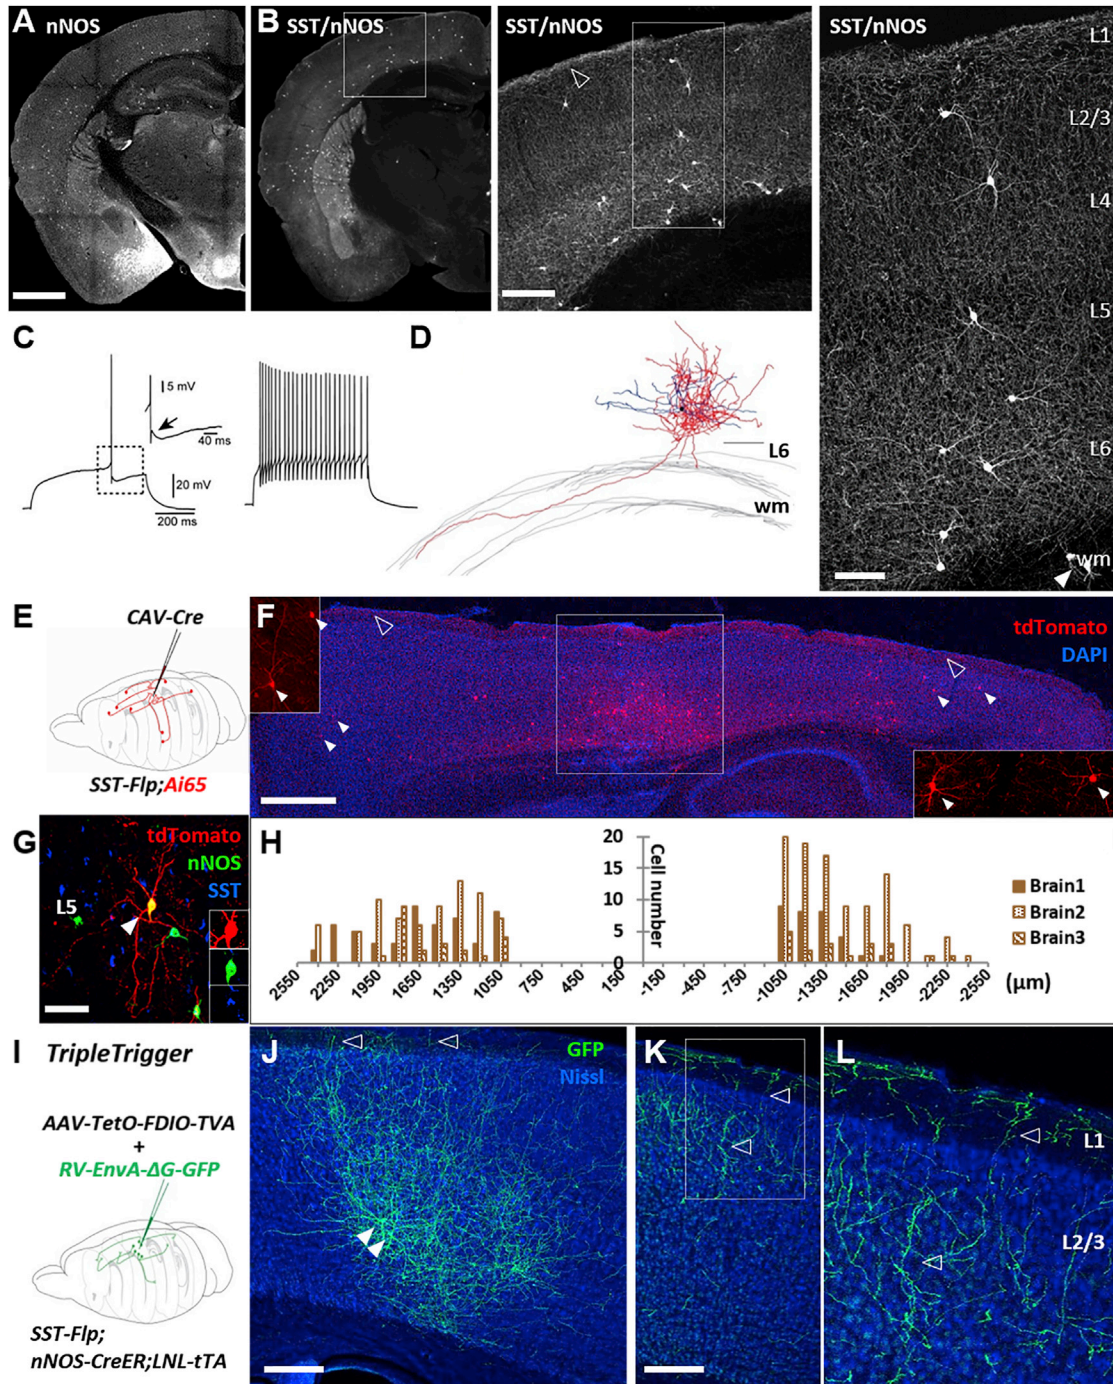 A nNOS
B SST/nNOS
SST/nNOS
SST/nNOS
L1
L2/3
L4
L5
L6
wm
C
5 mV
40 ms
20 mV
200 ms
D
L6
wm
E
CAV-Cre
SST-Flp;Ai65
F
tdTomato
DAPI
G
tdTomato
nNOS
SST
L5
H
20
15
10
5
0
Cell number
Brain1
Brain2
Brain3
2550 2250 1950 1650 1350 1050 750 450 150 -150 -450 -750 -1050 -1350 -1650 -1950 -2250 -2550 (μm)
I TripleTrigger
AAV-TetO-FDIO-TVA
+
RV-EnvA-ΔG-GFP
SST-Flp;
nNOS-CreER;LNL-tTA
J
GFP
Nissl
K
L
L1
L2/3